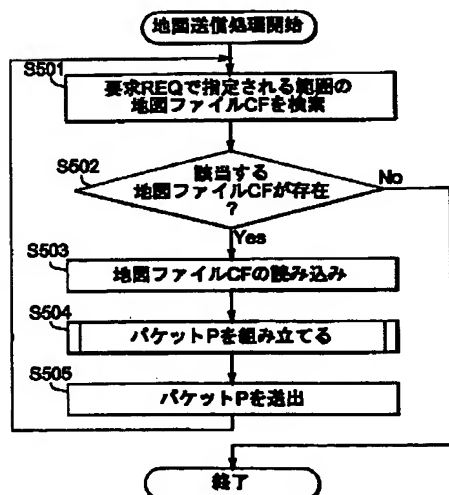 地図送信処理開始
S501
要求REQで指定される範囲の
地図ファイルCFを検索
S502
該当する
地図ファイルCFが存在
?
No
Yes
S503
地図ファイルCFの読み込み
S504
パケットPを組み立てる
S505
パケットPを送出
終了